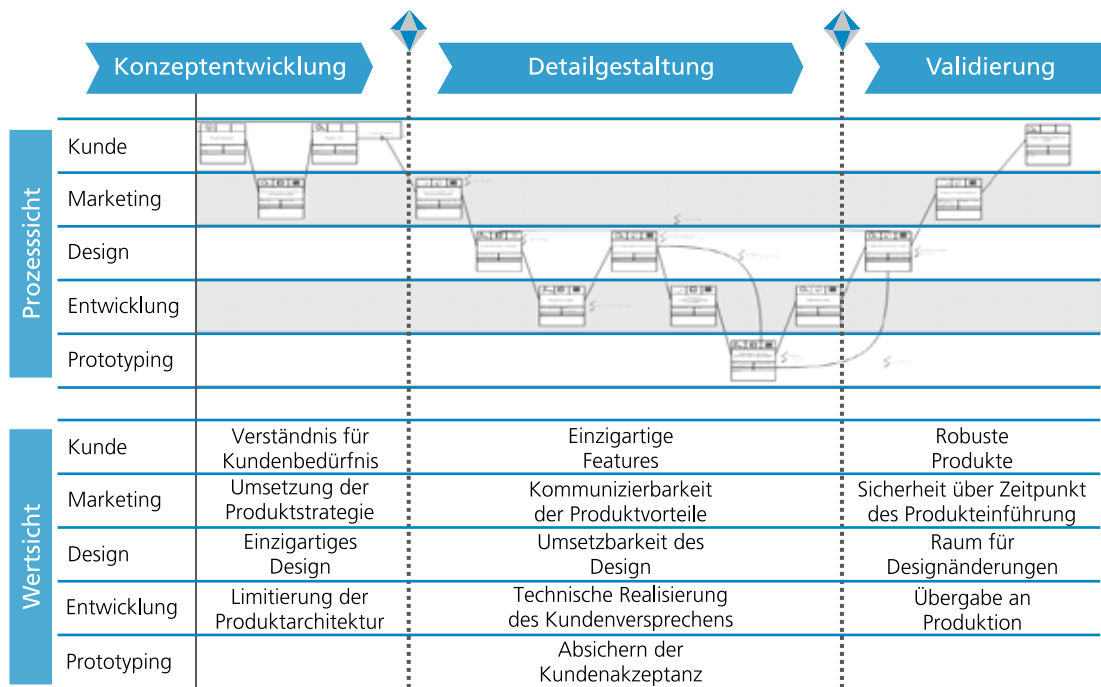 Konzeptentwicklung
Detailgestaltung
Validierung
Prozesssicht
Kunde
Marketing
Design
Entwicklung
Prototyping
Wertsicht
Kunde
Verständnis für
Kundenbedürfnis
Einzigartige
Features
Robuste
Produkte
Marketing
Umsetzung der
Produktstrategie
Kommunizierbarkeit
der Produktvorteile
Sicherheit über Zeitpunkt
des Produkteinführung
Design
Einzigartiges
Design
Umsetzbarkeit des
Design
Raum für
Designänderungen
Entwicklung
Limitierung der
Produktarchitektur
Technische Realisierung
des Kundenversprechens
Übergabe an
Produktion
Prototyping
Absichern der
Kundenakzeptanz